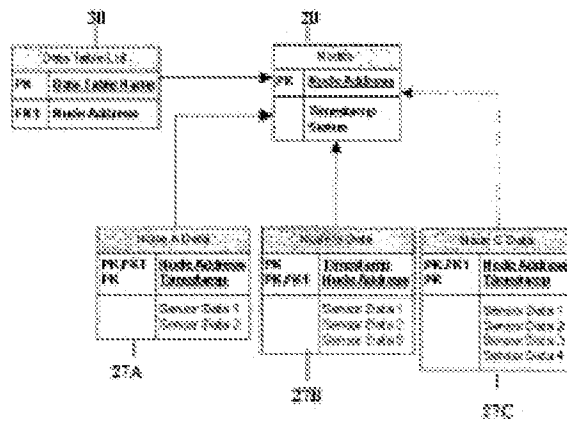 Data Table List
PK Data Table Name
FK1 Node Address
PK Node Address
Timestamp
Status
Node A Data
PK,FK1 Node Address
PK Timestamp
Sensor Data 1
Sensor Data 2
Node B Data
PK Timestamp
PK,FK1 Node Address
Sensor Data 1
Sensor Data 2
Sensor Data 3
Node C Data
PK,FK1 Node Address
PK Timestamp
Sensor Data 1
Sensor Data 2
Sensor Data 3
Sensor Data 4
27A
27B
27C